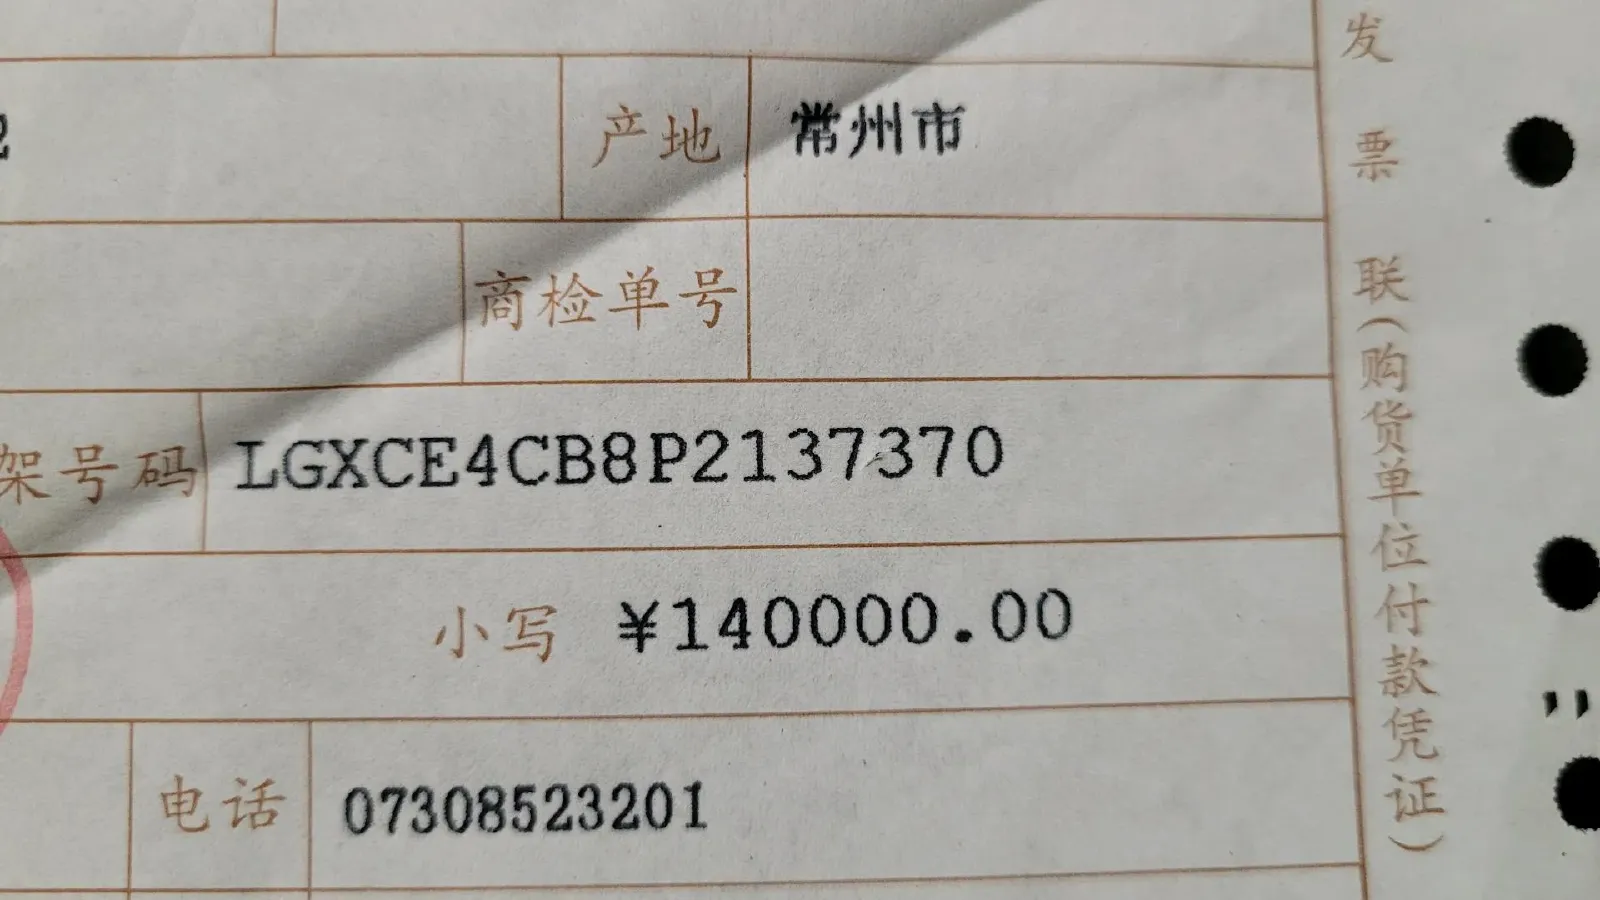 2
产地 常州市
商检单号
架号码 LGXCE4CB8P2137370
小写 ¥140000.00
电话 07308523201
发票联(购货单位付款凭证)